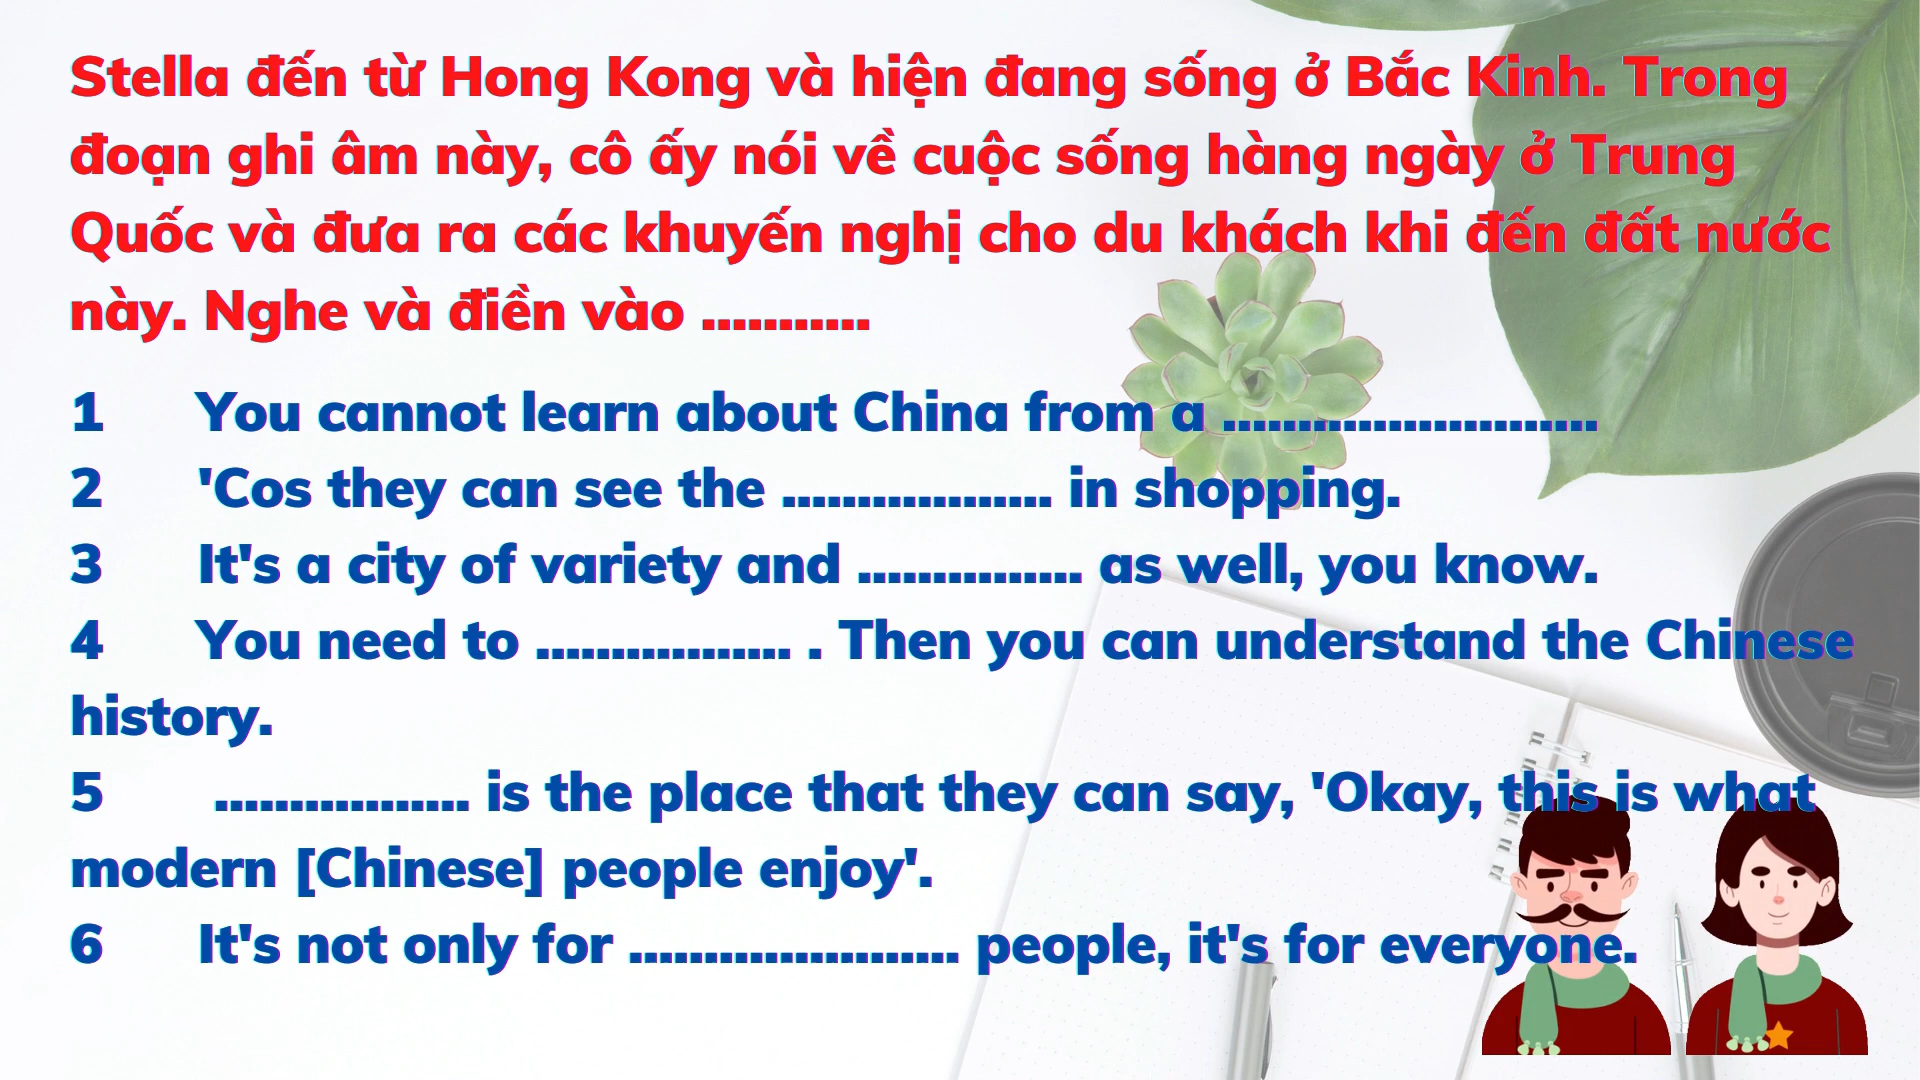 Stella đến từ Hong Kong và hiện đang sống ở Bắc Kinh. Trong
đoạn ghi âm này, cô ấy nói về cuộc sống hàng ngày ở Trung
Quốc và đưa ra các khuyến nghị cho du khách khi đến đất nước
này. Nghe và điền vào ...........
1 You cannot learn about China from a .........................
2 'Cos they can see the .................. in shopping.
3 It's a city of variety and ............... as well, you know.
4 You need to ................. . Then you can understand the Chinese
history.
5 ................. is the place that they can say, 'Okay, this is what
modern [Chinese] people enjoy'.
6 It's not only for ...................... people, it's for everyone.